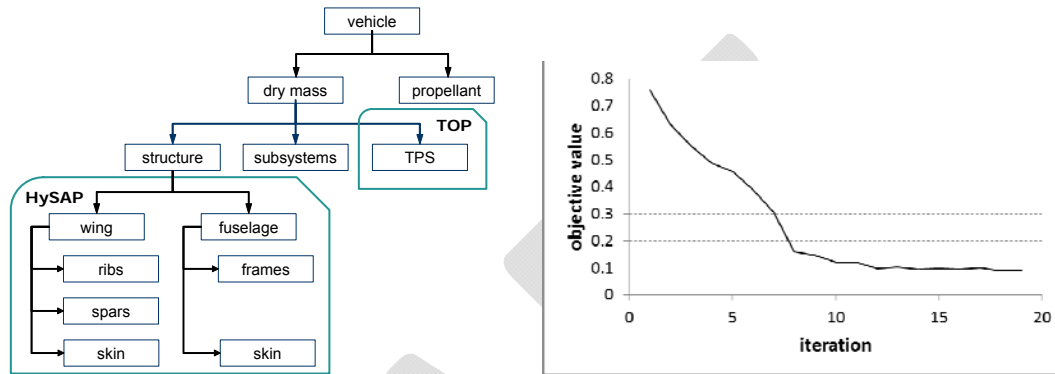 vehicle
dry mass
propellant
TOP
structure
subsystems
TPS
HySAP
wing
fuselage
ribs
frames
spars
skin
skin
objective value
0.8
0.7
0.6
0.5
0.4
0.3
0.2
0.1
0
0
5
10
15
20
iteration